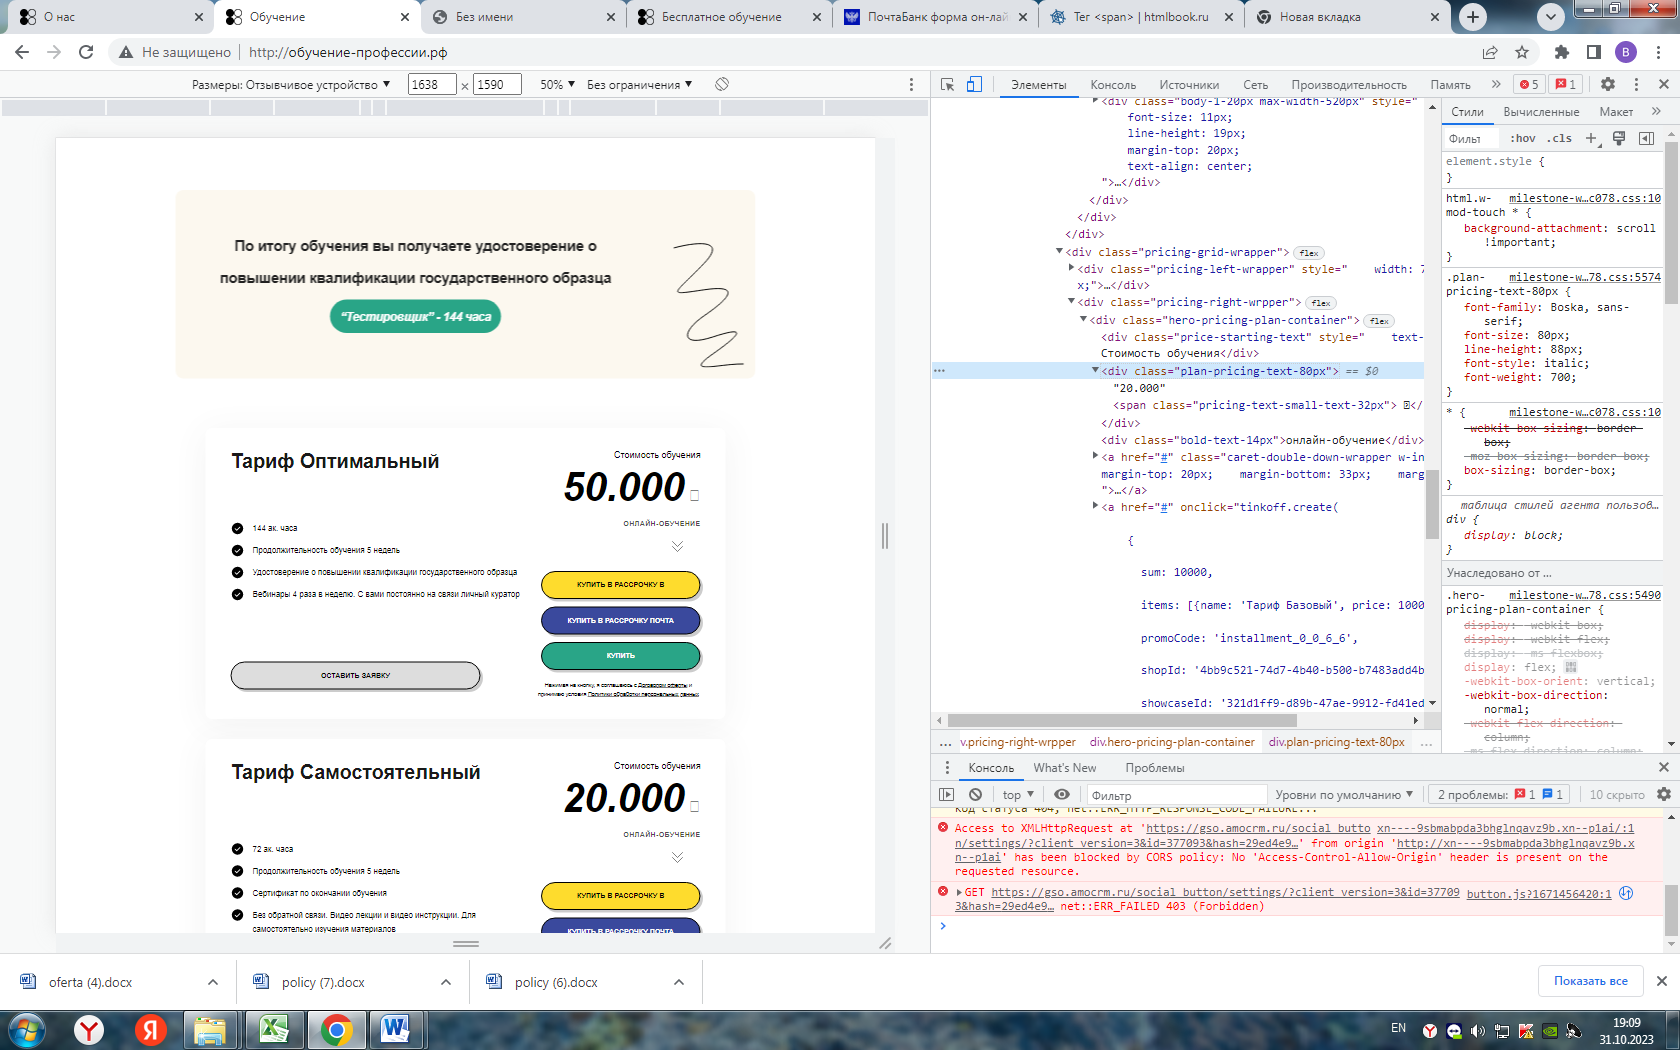 О нас
Обучение
Без имени
Бесплатное обучение
ПочтаБанк форма он-лай
Тег <span> | htmlbook.ru
Новая вкладка
Не защищено
http://обучение-профессии.рф
B
Размеры: Отзывчивое устройство ▼
1638 × 1590
50% ▼
Без ограничения ▼
По итогу обучения вы получаете удостоверение о
повышении квалификации государственного образца
“Тестировщик” - 144 часа
Тариф Оптимальный
Стоимость обучения
50.000
ОНЛАЙН-ОБУЧЕНИЕ
144 ак. часа
Продолжительность обучения 5 недель
Удостоверение о повышении квалификации государственного образца
Вебинары 4 раза в неделю. С вами постоянно на связи личный куратор
КУПИТЬ В РАССРОЧКУ В
КУПИТЬ В РАССРОЧКУ ПОЧТА
КУПИТЬ
ОСТАВИТЬ ЗАЯВКУ
Нажимая на кнопку, я соглашаюсь с Договором оферты и
принимаю условия Политики обработки персональных данных
Тариф Самостоятельный
Стоимость обучения
20.000
ОНЛАЙН-ОБУЧЕНИЕ
72 ак. часа
Продолжительность обучения 5 недель
Сертификат по окончании обучения
Без обратной связи. Видео лекции и видео инструкции. Для
самостоятельно изучения материалов
КУПИТЬ В РАССРОЧКУ В
КУПИТЬ В РАССРОЧКУ ПОЧТА
Элементы
Консоль
Источники
Сеть
Производительность
Память
»
5
1
<div class="body-l-20px max-width-520px" style="
font-size: 11px;
line-height: 19px;
margin-top: 20px;
text-align: center;
">…</div>
</div>
</div>
</div>
<div class="pricing-grid-wrapper"> flex
<div class="pricing-left-wrapper" style=" width: 7
x;">…</div>
<div class="pricing-right-wrpper"> flex
<div class="hero-pricing-plan-container"> flex
<div class="price-starting-text" style=" text-
Стоимость обучения</div>
<div class="plan-pricing-text-80px"> == $0
"20.000"
<span class="pricing-text-small-text-32px"> </
</div>
<div class="bold-text-14px">онлайн-обучение</div>
<a href="#" class="caret-double-down-wrapper w-in
margin-top: 20px; margin-bottom: 33px; marg
">…</a>
<a href="#" onclick="tinkoff.create(
{
sum: 10000,
items: [{name: 'Тариф Базовый', price: 1000
promoCode: 'installment_0_0_6_6',
shopId: '4bb9c521-74d7-4b40-b500-b7483add4b
showcaseId: '321d1ff9-d89b-47ae-9912-fd41ed
… v.pricing-right-wrpper div.hero-pricing-plan-container div.plan-pricing-text-80px …
Стили
Вычисленные
Макет
»
Фильт
:hov .cls +
element.style {
}
html.w- milestone-w…c078.css:10
mod-touch * {
background-attachment: scroll
!important;
}
.plan- milestone-w…78.css:5574
pricing-text-80px {
font-family: Boska, sans-
serif;
font-size: 80px;
line-height: 88px;
font-style: italic;
font-weight: 700;
}
* { milestone-w…c078.css:10
-webkit-box-sizing: border-
box;
-moz-box-sizing: border-box;
box-sizing: border-box;
}
таблица стилей агента пользов…
div {
display: block;
}
Унаследовано от …
.hero- milestone-w…78.css:5490
pricing-plan-container {
display: -webkit-box;
display: -webkit-flex;
display: -ms-flexbox;
display: flex;
-webkit-box-orient: vertical;
-webkit-box-direction:
normal;
-webkit-flex-direction:
column;
-ms-flex-direction: column;
Консоль
What's New
Проблемы
top ▼
Фильтр
Уровни по умолчанию ▼
2 проблемы: 1 1
10 скрыто
код статуса 404, net::ERR_HTTP_RESPONSE_CODE_FAILURE...
Access to XMLHttpRequest at 'https://gso.amocrm.ru/social_butto xn----9sbmabpda3bhglnqavz9b.xn--p1ai/:1
n/settings/?client_version=3&id=377093&hash=29ed4e9…' from origin 'http://xn----9sbmabpda3bhglnqavz9b.x
n--p1ai' has been blocked by CORS policy: No 'Access-Control-Allow-Origin' header is present on the
requested resource.
GET https://gso.amocrm.ru/social_button/settings/?client_version=3&id=37709 button.js?1671456420:1
3&hash=29ed4e9… net::ERR_FAILED 403 (Forbidden)
oferta (4).docx
policy (7).docx
policy (6).docx
Показать все
EN
19:09
31.10.2023